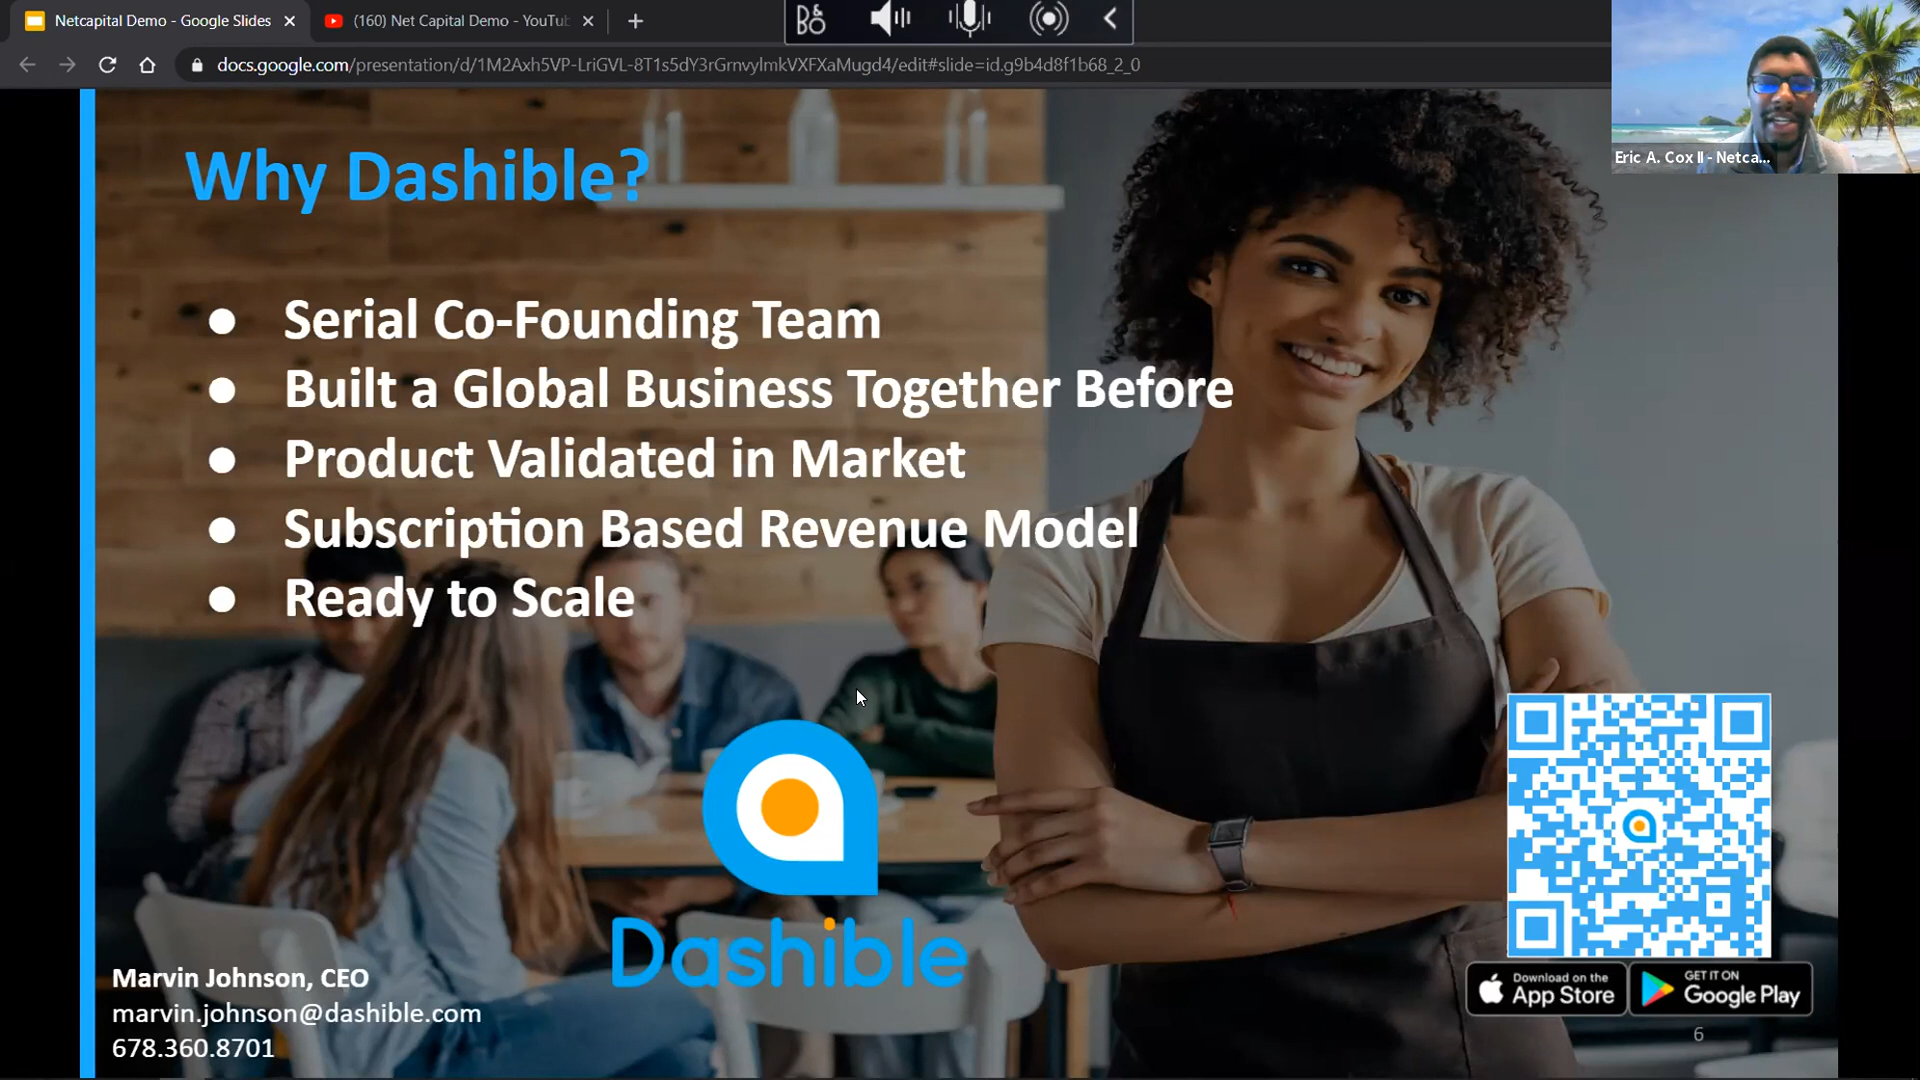 Netcapital Demo - Google Slides
(160) Net Capital Demo - YouTub
B&O
docs.google.com/presentation/d/1M2Axh5VP-LriGVL-8T1s5dY3rGrnvylmkVXFXaMugd4/edit#slide=id.g9b4d8f1b68_2_0
Eric A. Cox II - Netca...
Why Dashible?
● Serial Co-Founding Team
● Built a Global Business Together Before
● Product Validated in Market
● Subscription Based Revenue Model
● Ready to Scale
Dashible
Marvin Johnson, CEO
marvin.johnson@dashible.com
678.360.8701
Download on the
App Store
GET IT ON
Google Play
6